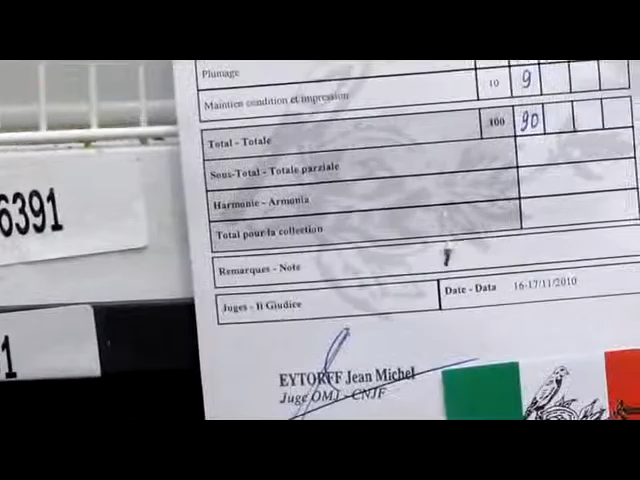 Plumage
Maintien condition et impression 10 9
Total - Totale 100 90
Sous-Total - Totale parziale
Harmonie - Armonia
Total pour la collection
Remarques - Note
Juges - Il Giudice Date - Data 16-17/11/2010
EYTORFF Jean Michel
Juge OMJ - CNJF
6391
1